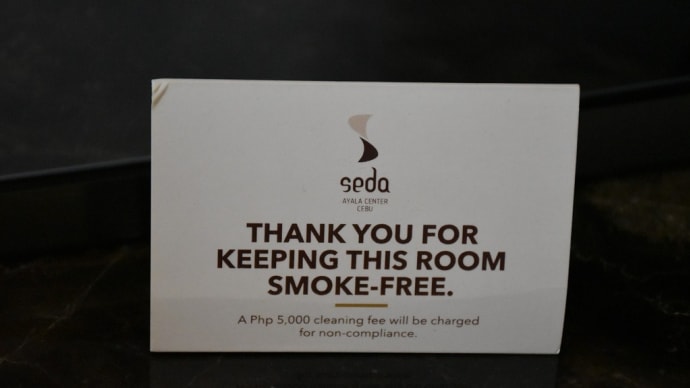 seda
AYALA CENTER
CEBU
THANK YOU FOR
KEEPING THIS ROOM
SMOKE-FREE.
A Php 5,000 cleaning fee will be charged
for non-compliance.